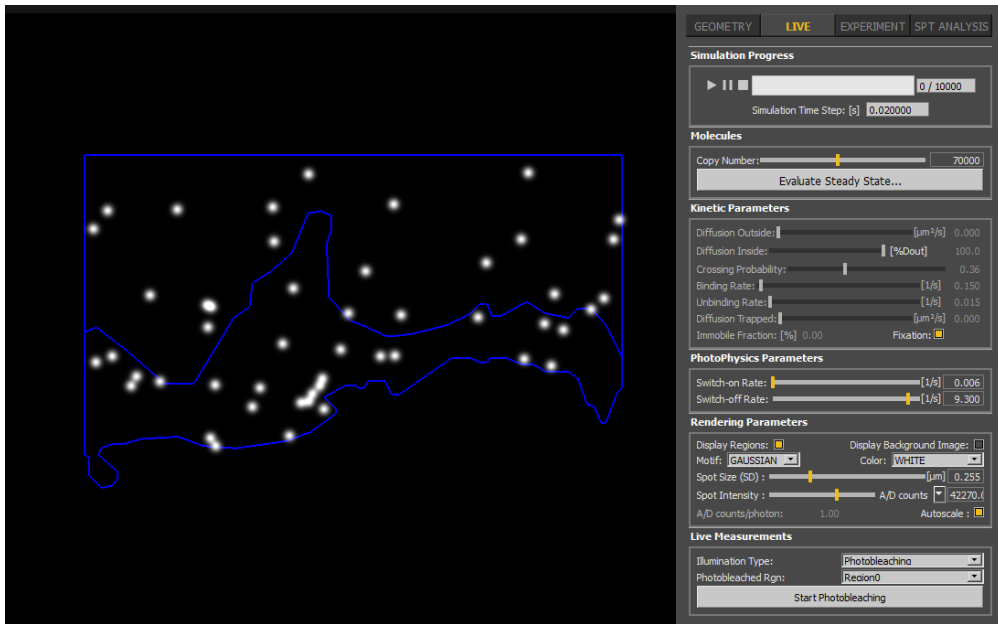 GEOMETRY LIVE EXPERIMENT SPT ANALYSIS
Simulation Progress
0 / 10000
Simulation Time Step: [s] 0.020000
Molecules
Copy Number: 70000
Evaluate Steady State...
Kinetic Parameters
Diffusion Outside: [µm²/s] 0.000
Diffusion Inside: [%Dout] 100.0
Crossing Probability: 0.36
Binding Rate: [1/s] 0.150
Unbinding Rate: [1/s] 0.015
Diffusion Trapped: [µm²/s] 0.000
Immobile Fraction: [%] 0.00 Fixation:
PhotoPhysics Parameters
Switch-on Rate: [1/s] 0.006
Switch-off Rate: [1/s] 9.300
Rendering Parameters
Display Regions: Display Background Image:
Motif: GAUSSIAN Color: WHITE
Spot Size (SD) : [µm] 0.255
Spot Intensity : A/D counts 42270.(
A/D counts/photon: 1.00 Autoscale :
Live Measurements
Illumination Type: Photobleaching
Photobleached Rgn: Region0
Start Photobleaching